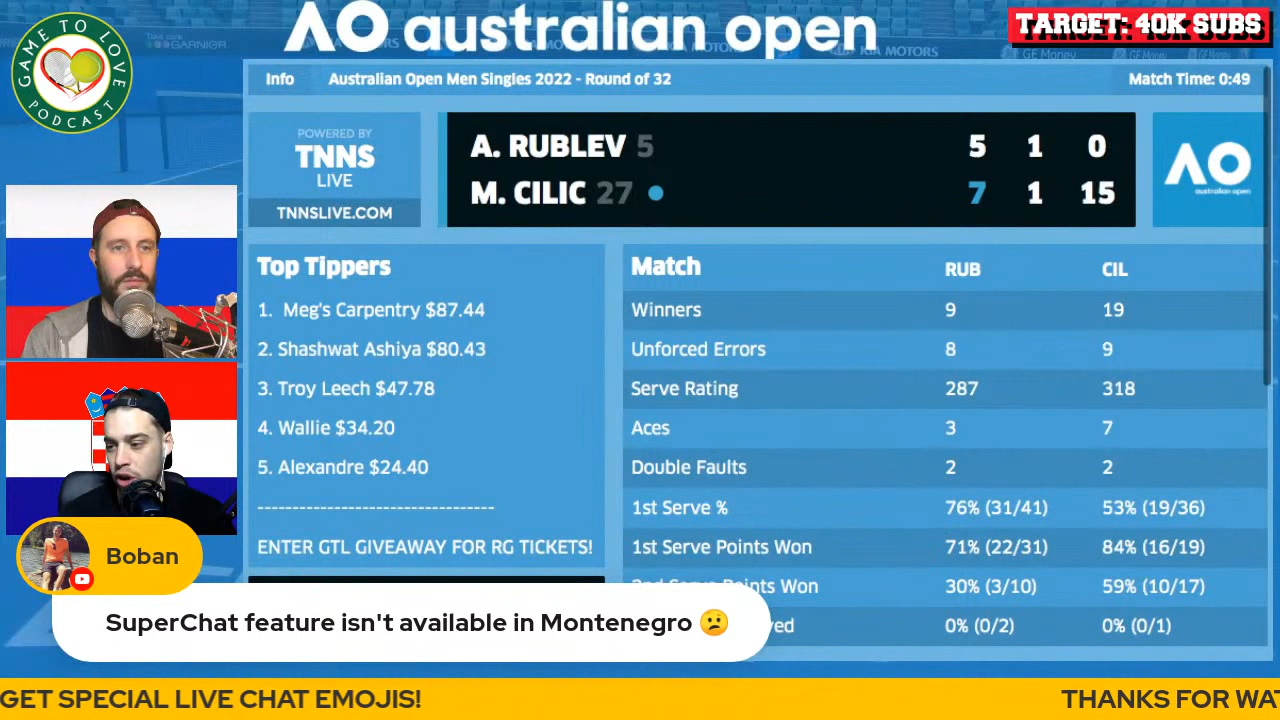 GAME TO LOVE
PODCAST
AO australian open
TARGET: 40K SUBS
GARNIER
KIA MOTORS
GE Money
Info
Australian Open Men Singles 2022 - Round of 32
Match Time: 0:49
POWERED BY
TNNS
LIVE
TNNSLIVE.COM
A. RUBLEV 5 5 1 0
M. CILIC 27 7 1 15
AO
australian open
Top Tippers
1. Meg's Carpentry $87.44
2. Shashwat Ashiya $80.43
3. Troy Leech $47.78
4. Wallie $34.20
5. Alexandre $24.40
----------------------------------
ENTER GTL GIVEAWAY FOR RG TICKETS!
Match RUB CIL
Winners 9 19
Unforced Errors 8 9
Serve Rating 287 318
Aces 3 7
Double Faults 2 2
1st Serve % 76% (31/41) 53% (19/36)
1st Serve Points Won 71% (22/31) 84% (16/19)
2nd Serve Points Won 30% (3/10) 59% (10/17)
ved 0% (0/2) 0% (0/1)
Boban
SuperChat feature isn't available in Montenegro 😕
GET SPECIAL LIVE CHAT EMOJIS!
THANKS FOR WAT